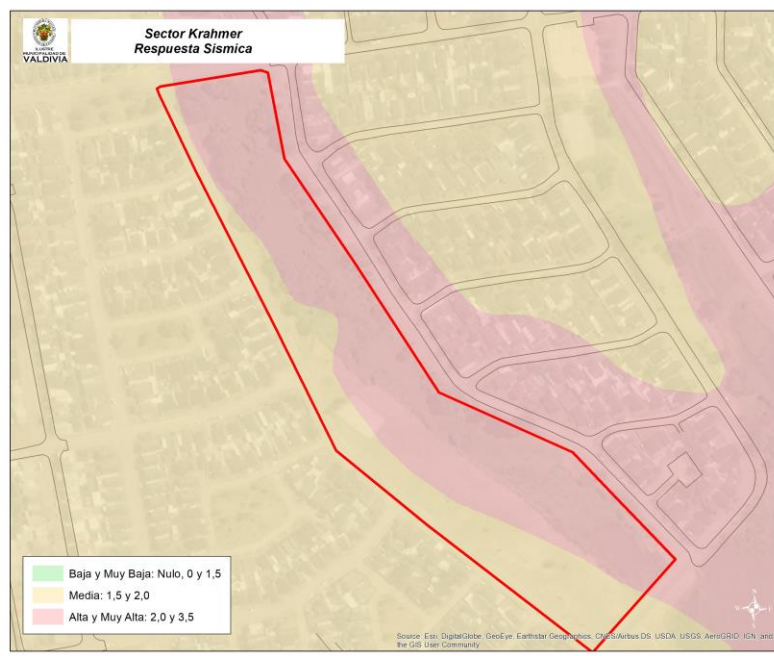 Sector Krahmer
Respuesta Sísmica
ILUSTRE
MUNICIPALIDAD DE
VALDIVIA
Baja y Muy Baja: Nulo, 0 y 1,5
Media: 1,5 y 2,0
Alta y Muy Alta: 2,0 y 3,5
Source: Esri, DigitalGlobe, GeoEye, Earthstar Geographics, CNES/Airbus DS, USDA, USGS, AeroGRID, IGN, and
the GIS User Community